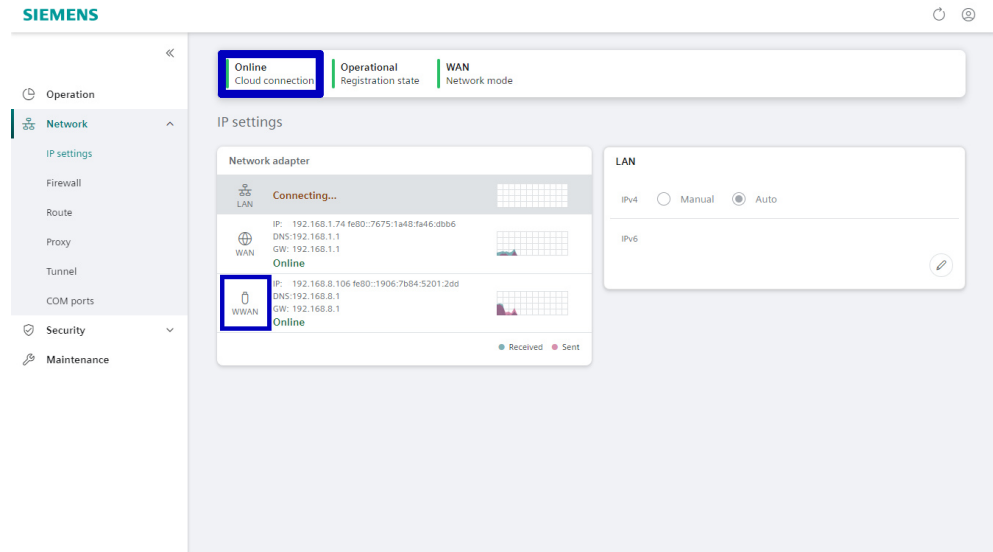 SIEMENS
Online
Cloud connection
Operational
Registration state
WAN
Network mode
Operation
Network
IP settings
Firewall
Route
Proxy
Tunnel
COM ports
Security
Maintenance
IP settings
Network adapter
LAN
Connecting...
WAN
IP: 192.168.1.74 fe80::7675:1a48:fa46:dbb6
DNS:192.168.1.1
GW: 192.168.1.1
Online
WWAN
IP: 192.168.8.106 fe80::1906:7b84:5201:2dd
DNS:192.168.8.1
GW: 192.168.8.1
Online
Received Sent
LAN
IPv4 Manual Auto
IPv6